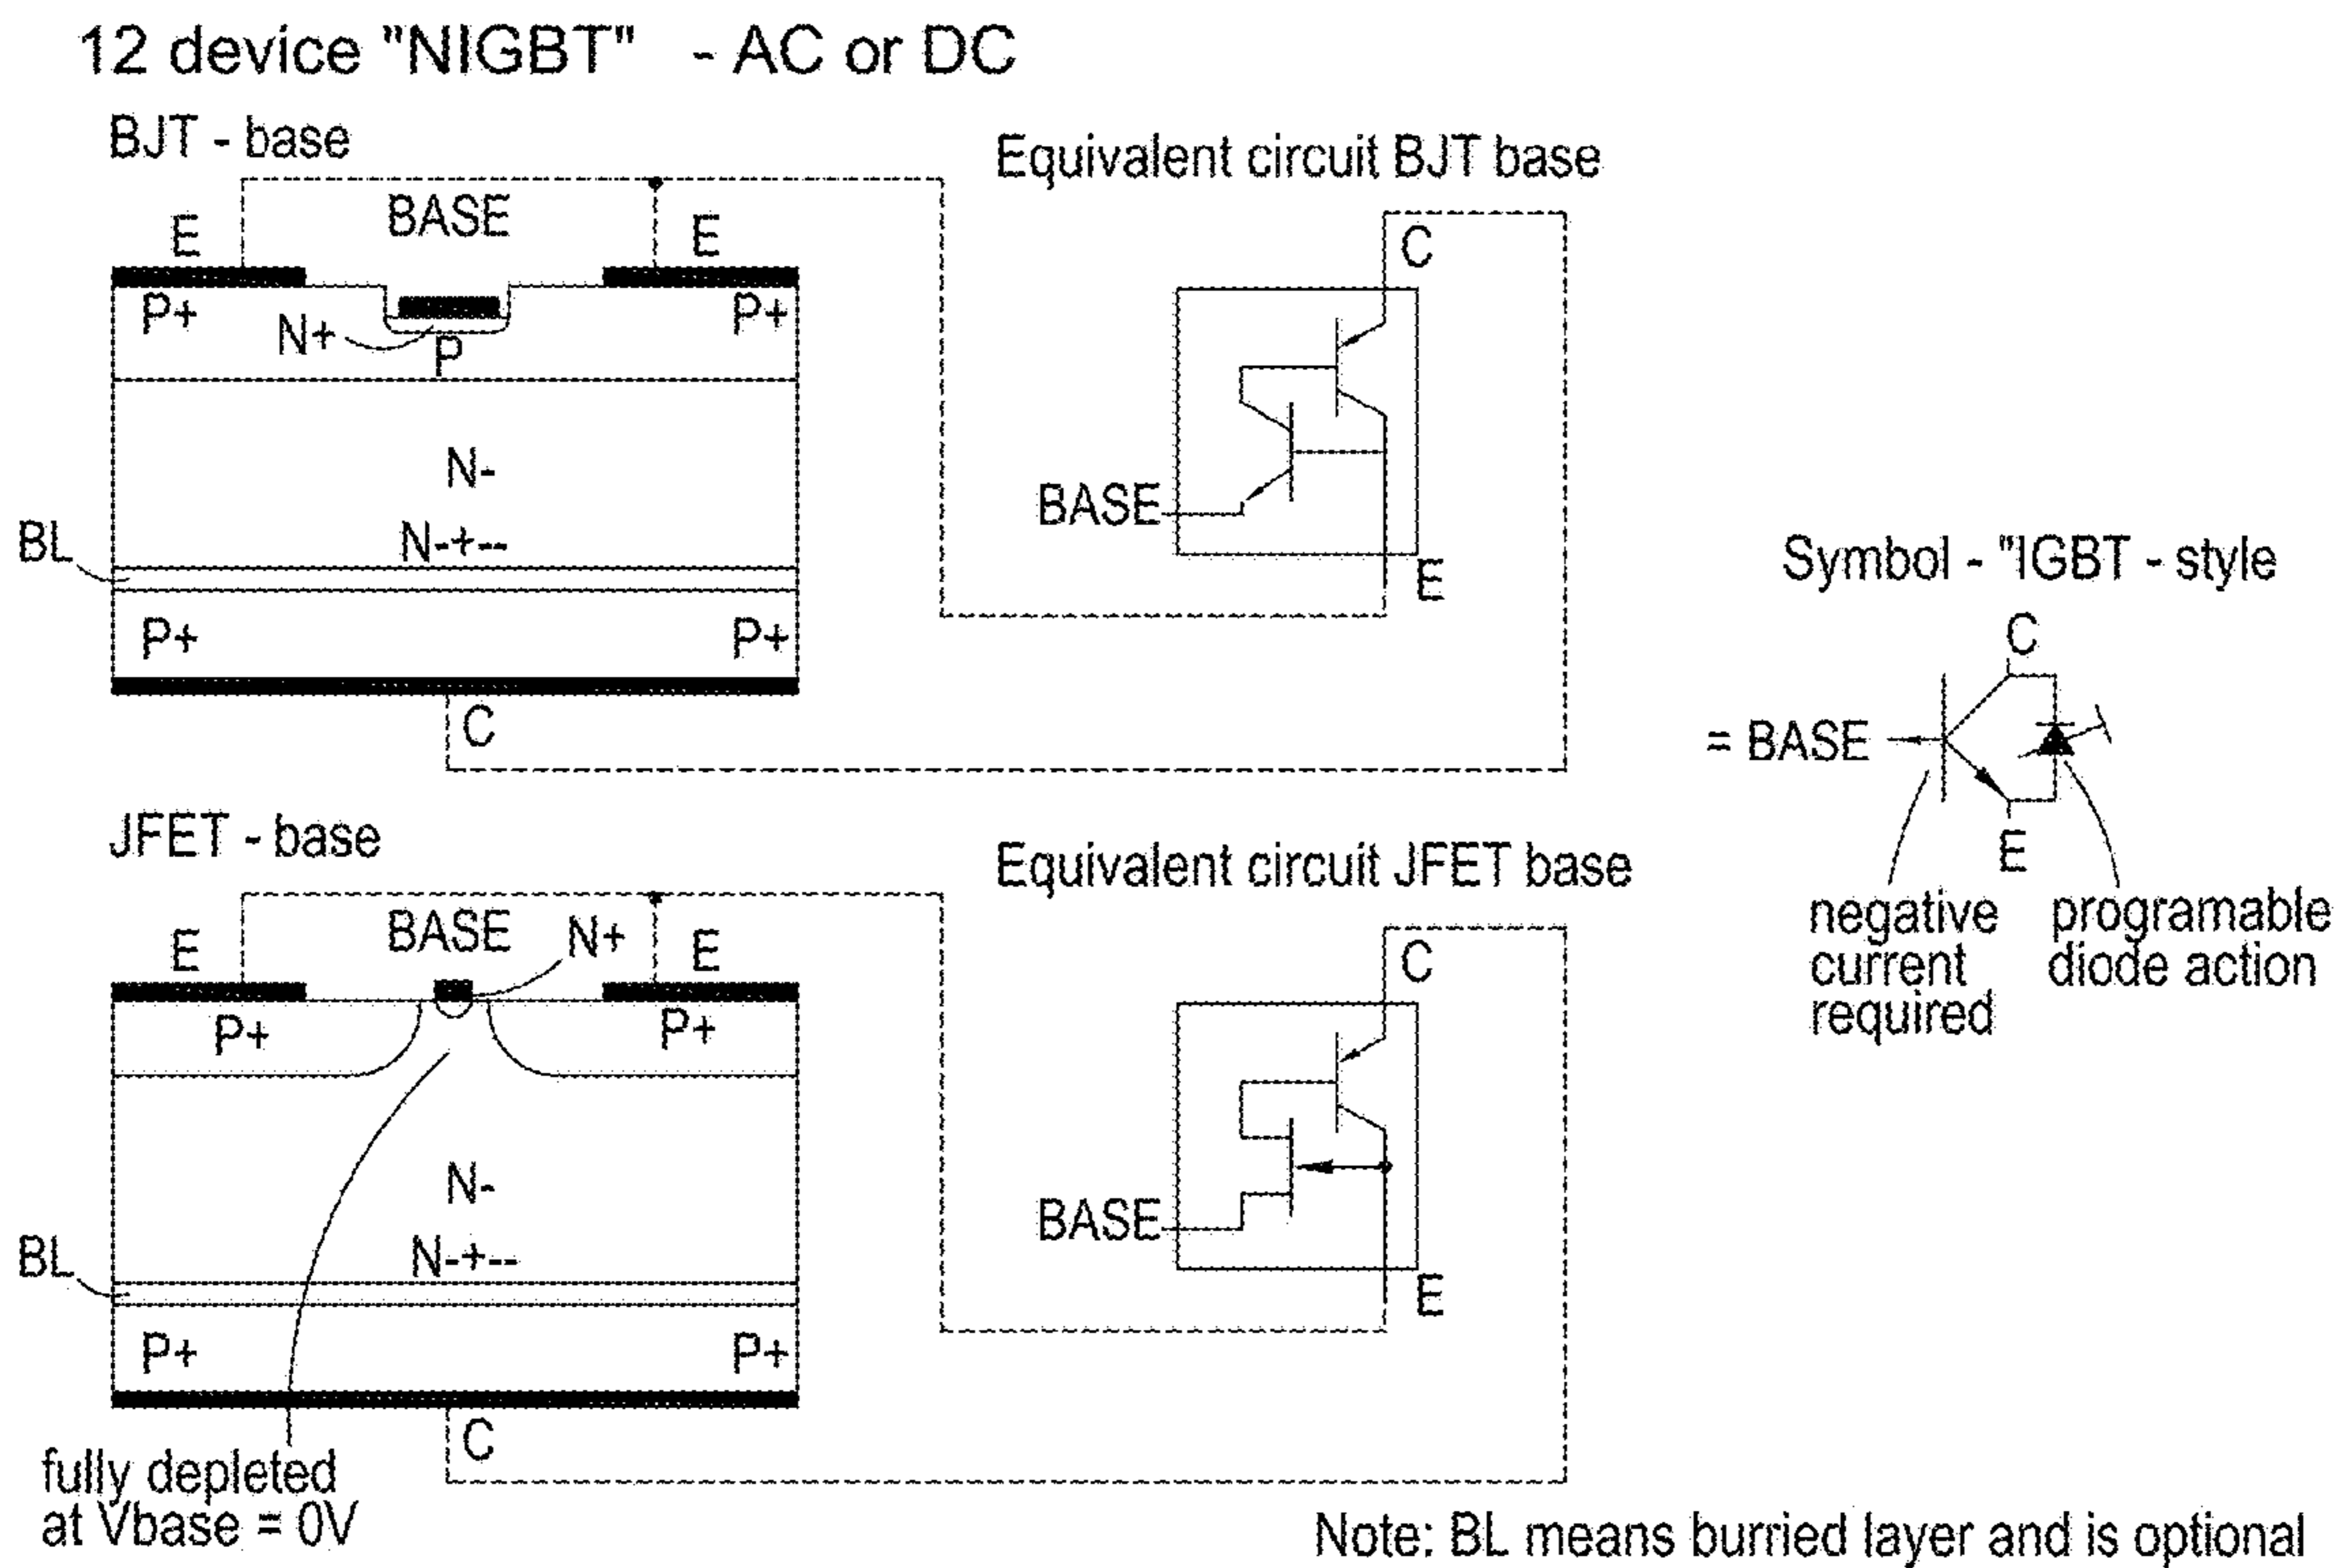 12 device "NIGBT" - AC or DC
BJT - base
Equivalent circuit BJT base
BASE
E
E
C
P+
P+
N+
P
N-
BASE
N-+--
BL
E
Symbol - "IGBT - style
P+
P+
C
C
= BASE
JFET - base
E
Equivalent circuit JFET base
negative
current
required
programable
diode action
BASE
N+
E
E
C
P+
P+
N-
BASE
N-+--
BL
E
P+
P+
C
fully depleted
at Vbase = 0V
Note: BL means burried layer and is optional